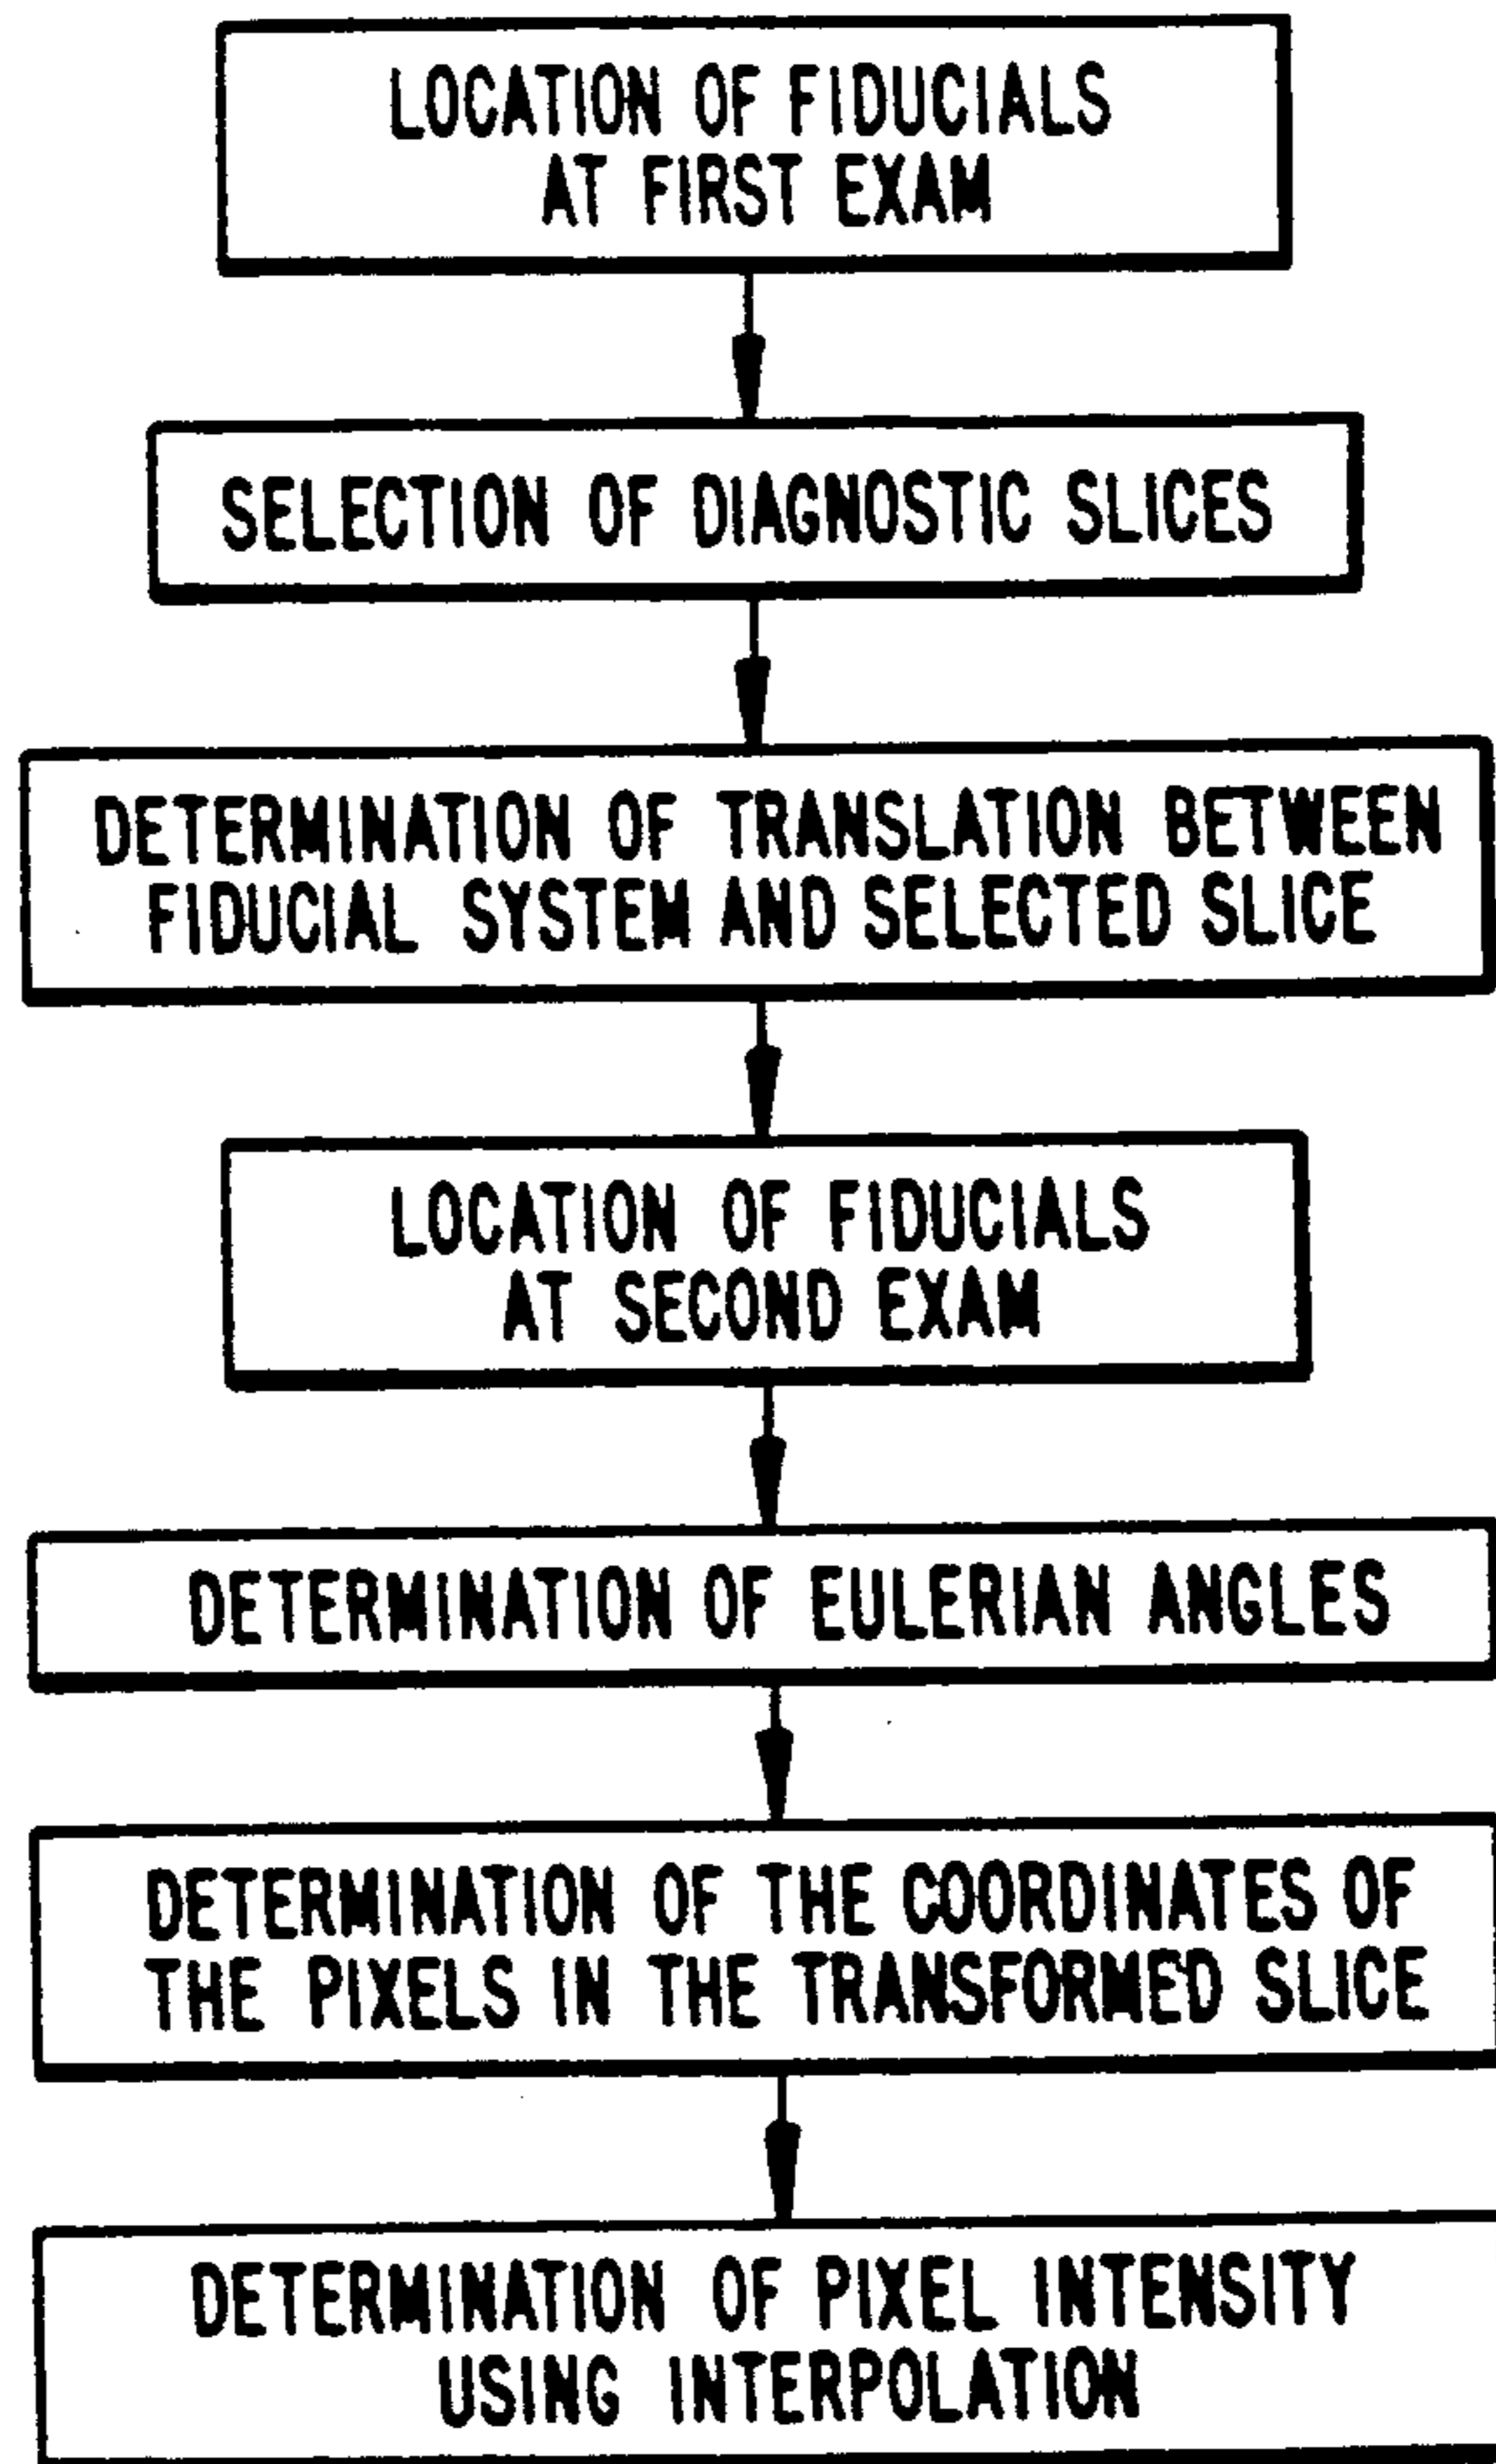 LOCATION OF FIDUCIALS
AT FIRST EXAM
SELECTION OF DIAGNOSTIC SLICES
DETERMINATION OF TRANSLATION BETWEEN
FIDUCIAL SYSTEM AND SELECTED SLICE
LOCATION OF FIDUCIALS
AT SECOND EXAM
DETERMINATION OF EULERIAN ANGLES
DETERMINATION OF THE COORDINATES OF
THE PIXELS IN THE TRANSFORMED SLICE
DETERMINATION OF PIXEL INTENSITY
USING INTERPOLATION